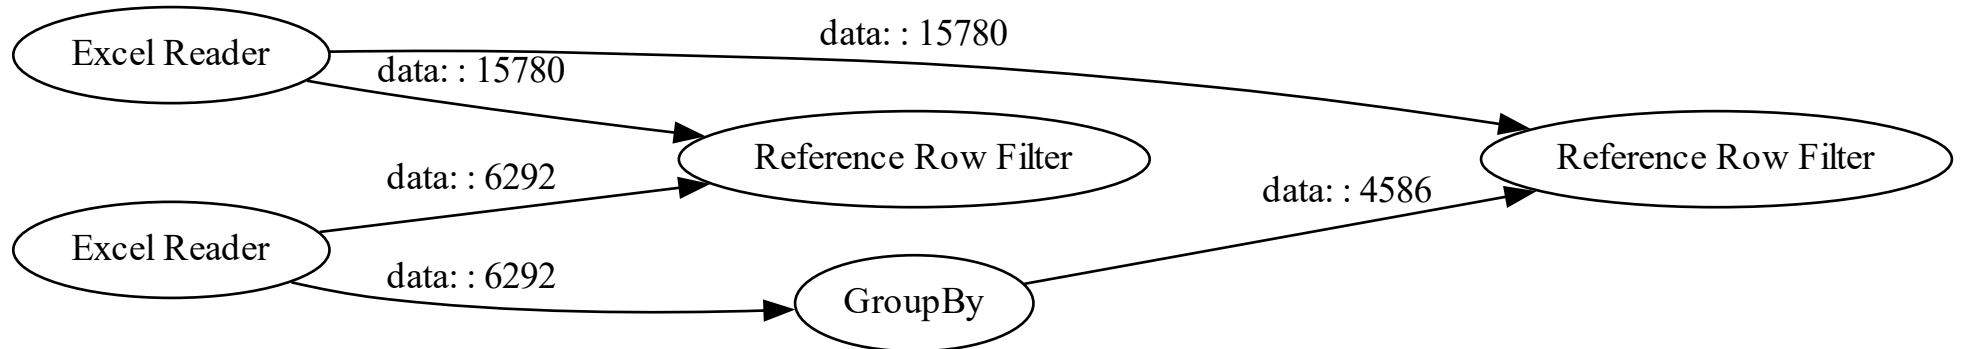 data: : 15780
Excel Reader
data: : 15780
Reference Row Filter
Reference Row Filter
data: : 6292
data: : 4586
Excel Reader
data: : 6292
GroupBy